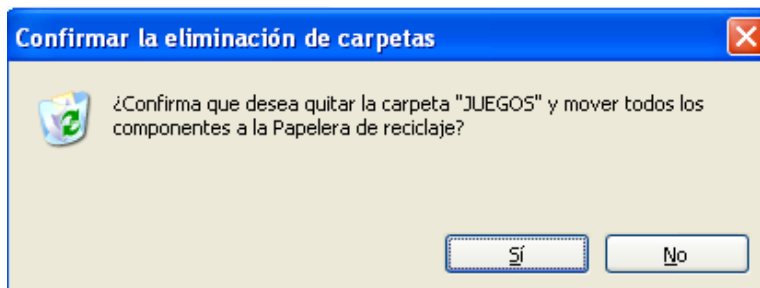 Confirmar la eliminación de carpetas
¿Confirma que desea quitar la carpeta "JUEGOS" y mover todos los
componentes a la Papelera de reciclaje?
Sí
No